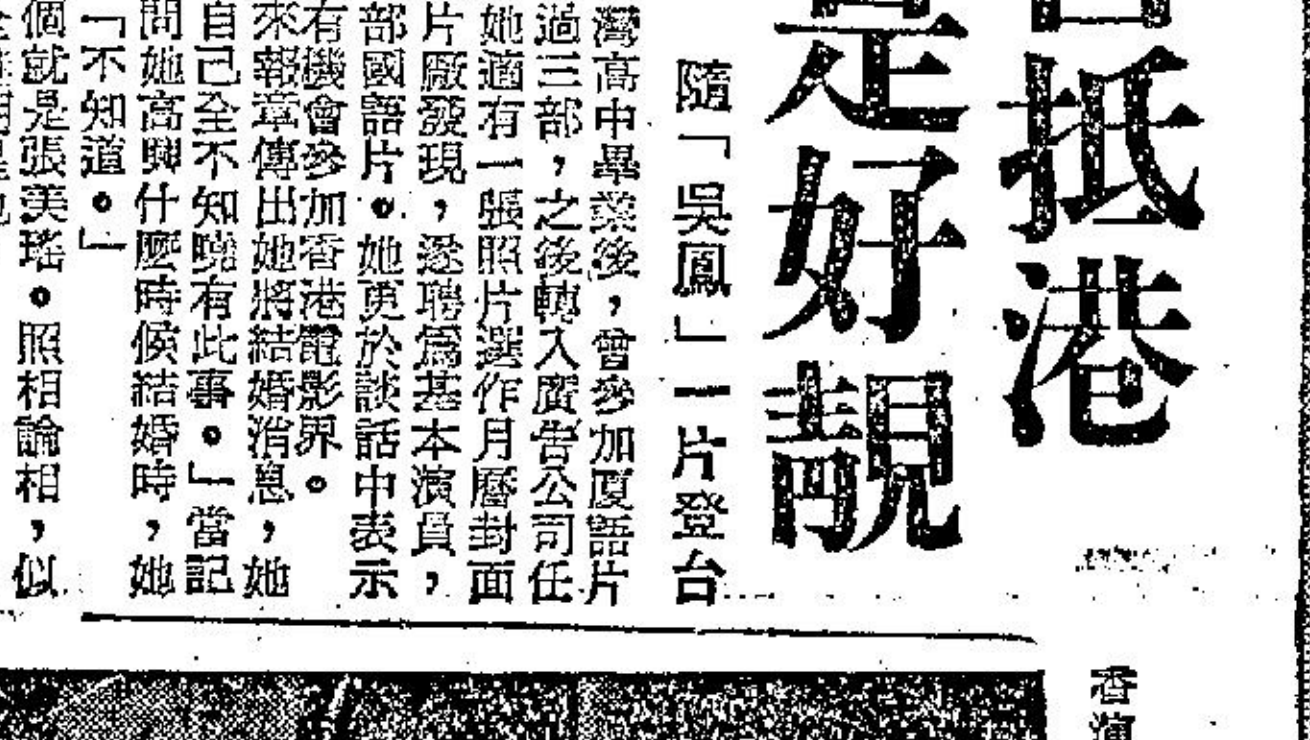 抵港
是好靚
隨「吳鳳」一片登台
灣高中畢業後，曾參加厦語片
過三部，之後轉入廣告公司任
她適有一張照片選作月曆封面
片廠發現，遂聘爲基本演員，
部國語片。她更於談話中表示
有機會參加香港電影界。
來報章傳出她將結婚消息，她
自己全不知曉有此事。」當記
問她高興什麼時候結婚時，她
「不知道。」
個就是張美瑤。照相論相，似
香